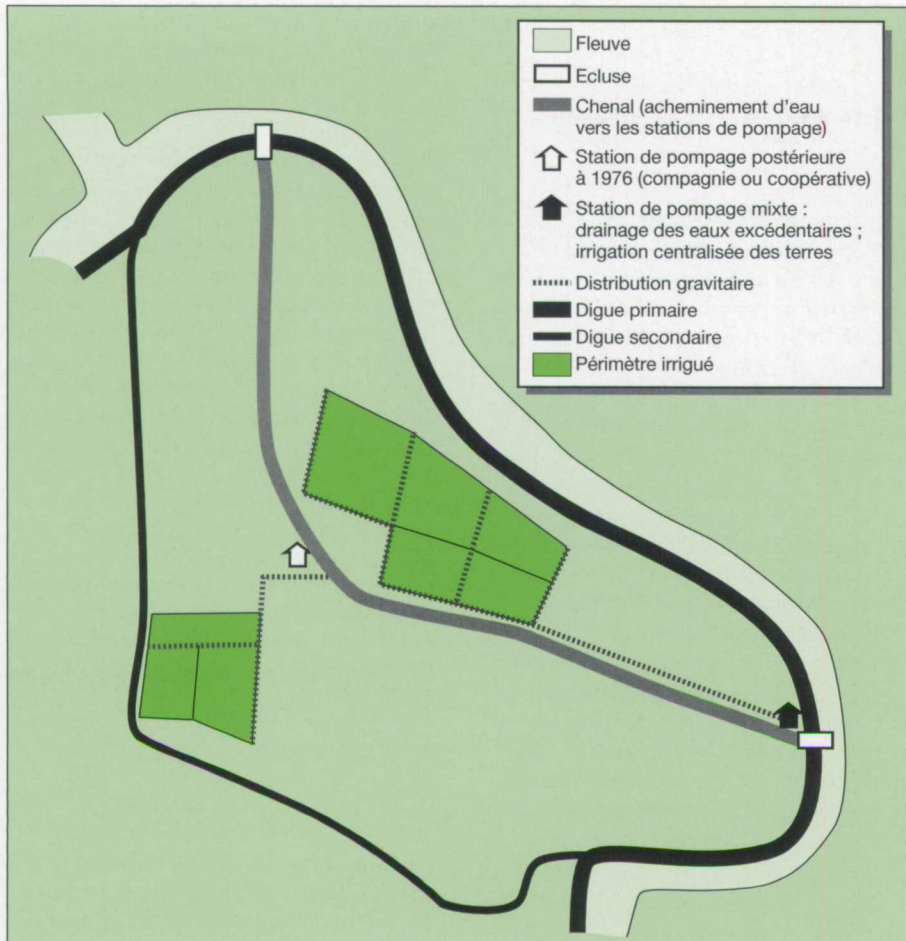 Fleuve
Ecluse
Chenal (acheminement d'eau
vers les stations de pompage)
Station de pompage postérieure
à 1976 (compagnie ou coopérative)
Station de pompage mixte :
drainage des eaux excédentaires ;
irrigation centralisée des terres
Distribution gravitaire
Digue primaire
Digue secondaire
Périmètre irrigué